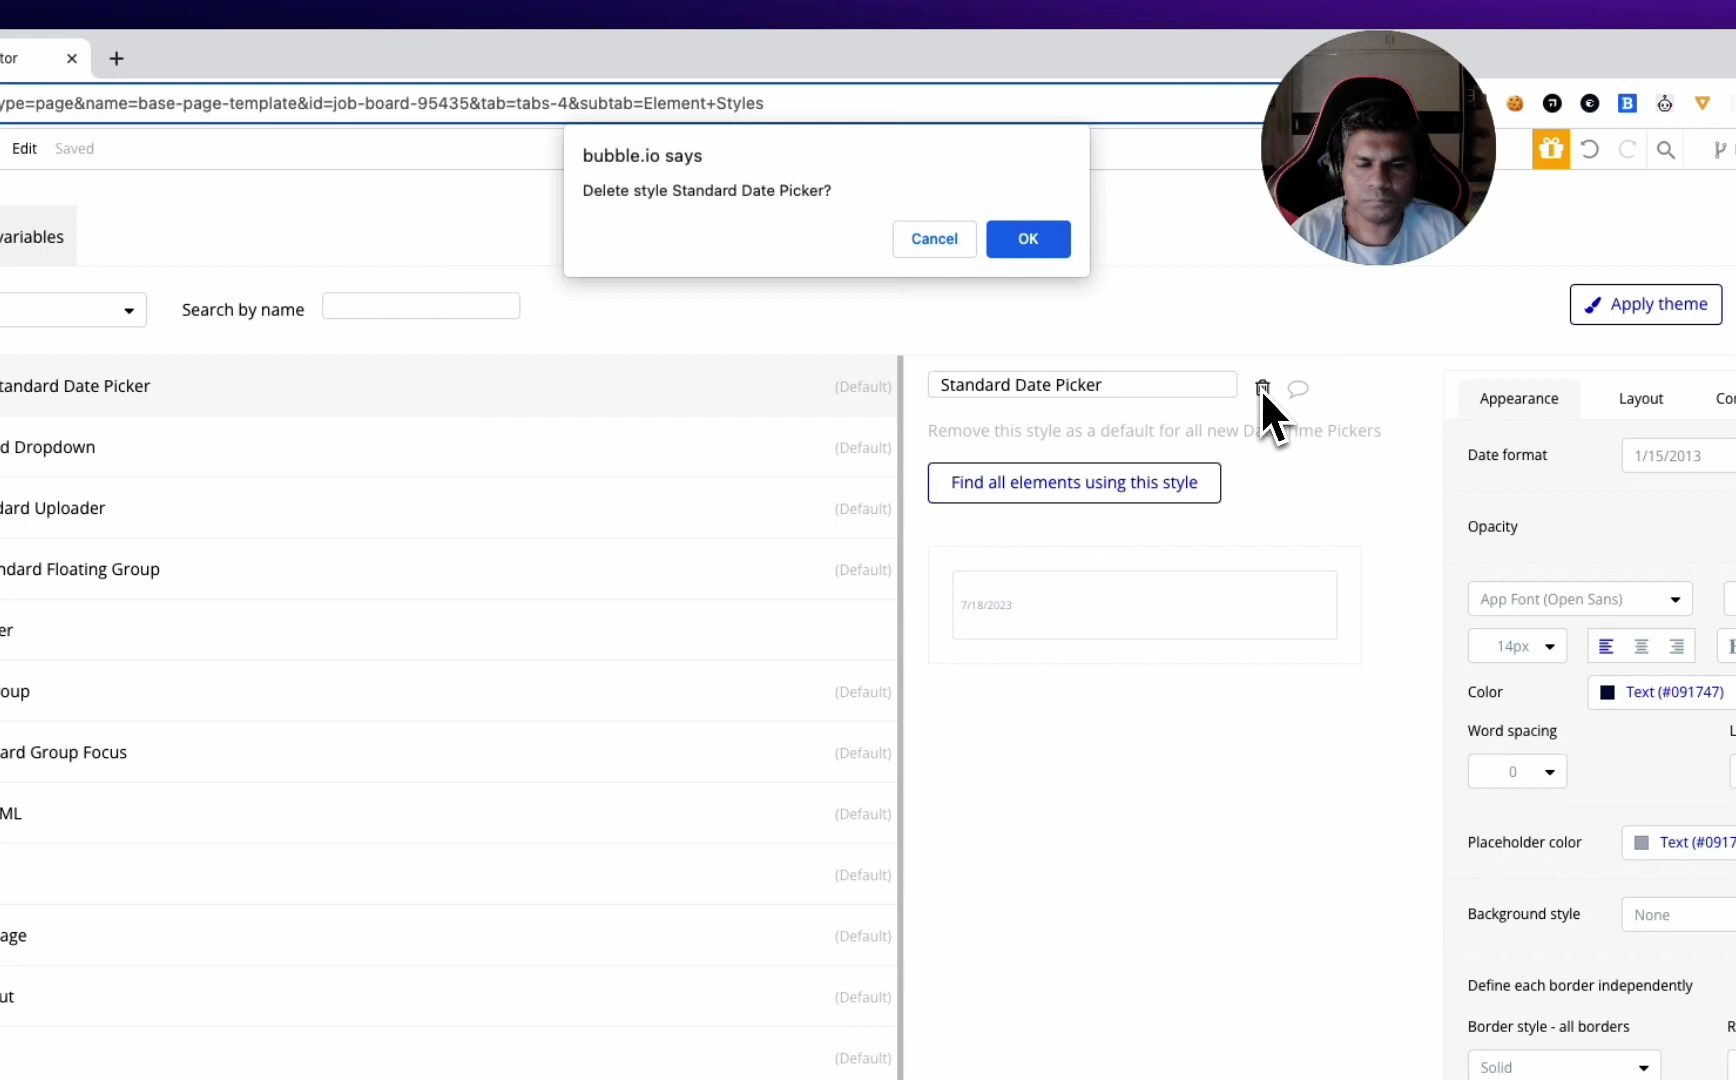 tor
ype=page&name=base-page-template&id=job-board-95435&tab=tabs-4&subtab=Element+Styles
Edit Saved
bubble.io says
Delete style Standard Date Picker?
Cancel OK
variables
Search by name
Apply theme
tandard Date Picker (Default)
d Dropdown (Default)
dard Uploader (Default)
ndard Floating Group (Default)
er
oup (Default)
ard Group Focus (Default)
ML (Default)
(Default)
age (Default)
ut (Default)
(Default)
Standard Date Picker
Remove this style as a default for all new Da ime Pickers
Find all elements using this style
7/18/2023
Appearance Layout Co
Date format 1/15/2013
Opacity
App Font (Open Sans)
14px
Color Text (#091747)
Word spacing L
0
Placeholder color Text (#0917
Background style None
Define each border independently
Border style - all borders R
Solid